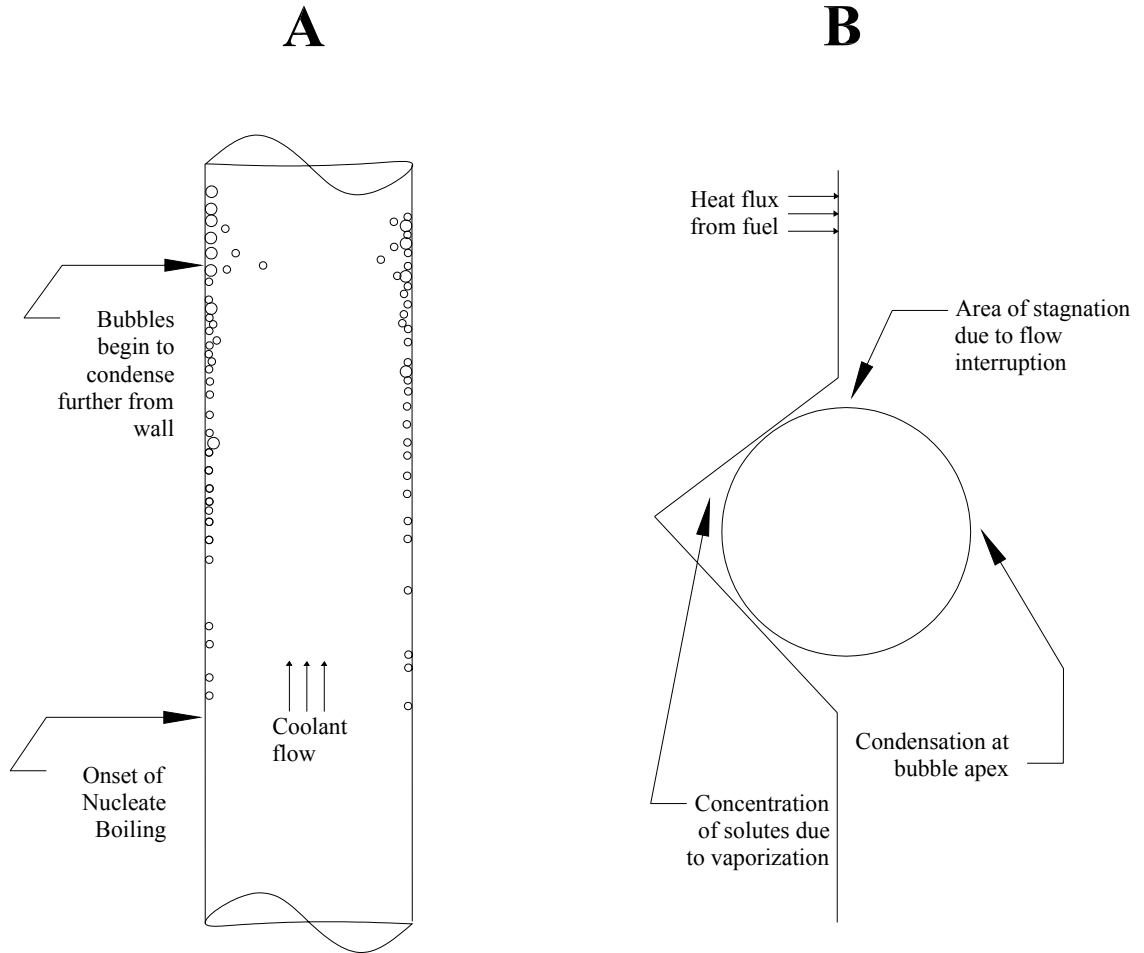 A
Bubbles
begin to
condense
further from
wall
Coolant
flow
Onset of
Nucleate
Boiling
B
Heat flux
from fuel
Area of stagnation
due to flow
interruption
Condensation at
bubble apex
Concentration
of solutes due
to vaporization